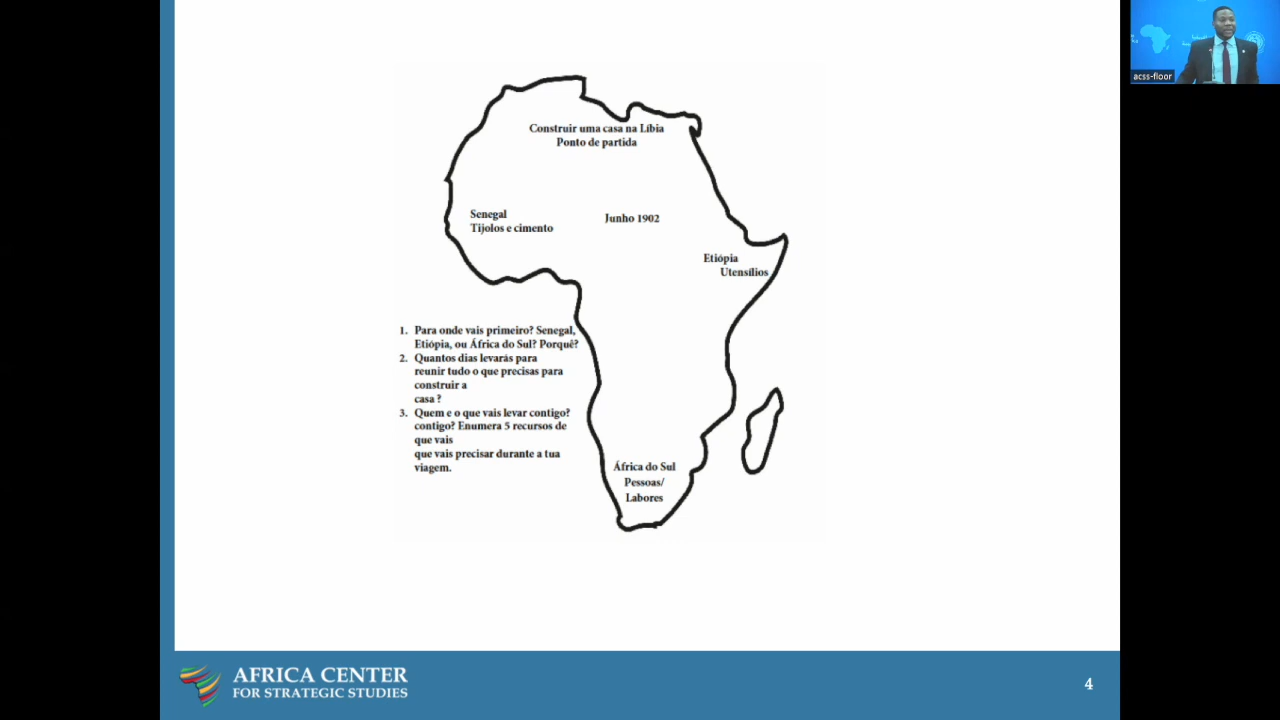 acss-floor
Construir uma casa na Líbia
Ponto de partida
Senegal
Tijolos e cimento
Junho 1902
Etiópia
Utensílios
1. Para onde vais primeiro? Senegal,
Etiópia, ou África do Sul? Porquê?
2. Quantos dias levarás para
reunir tudo o que precisas para
construir a
casa ?
3. Quem e o que vais levar contigo?
contigo? Enumera 5 recursos de
que vais
que vais precisar durante a tua
viagem.
África do Sul
Pessoas/
Labores
AFRICA CENTER
FOR STRATEGIC STUDIES
4